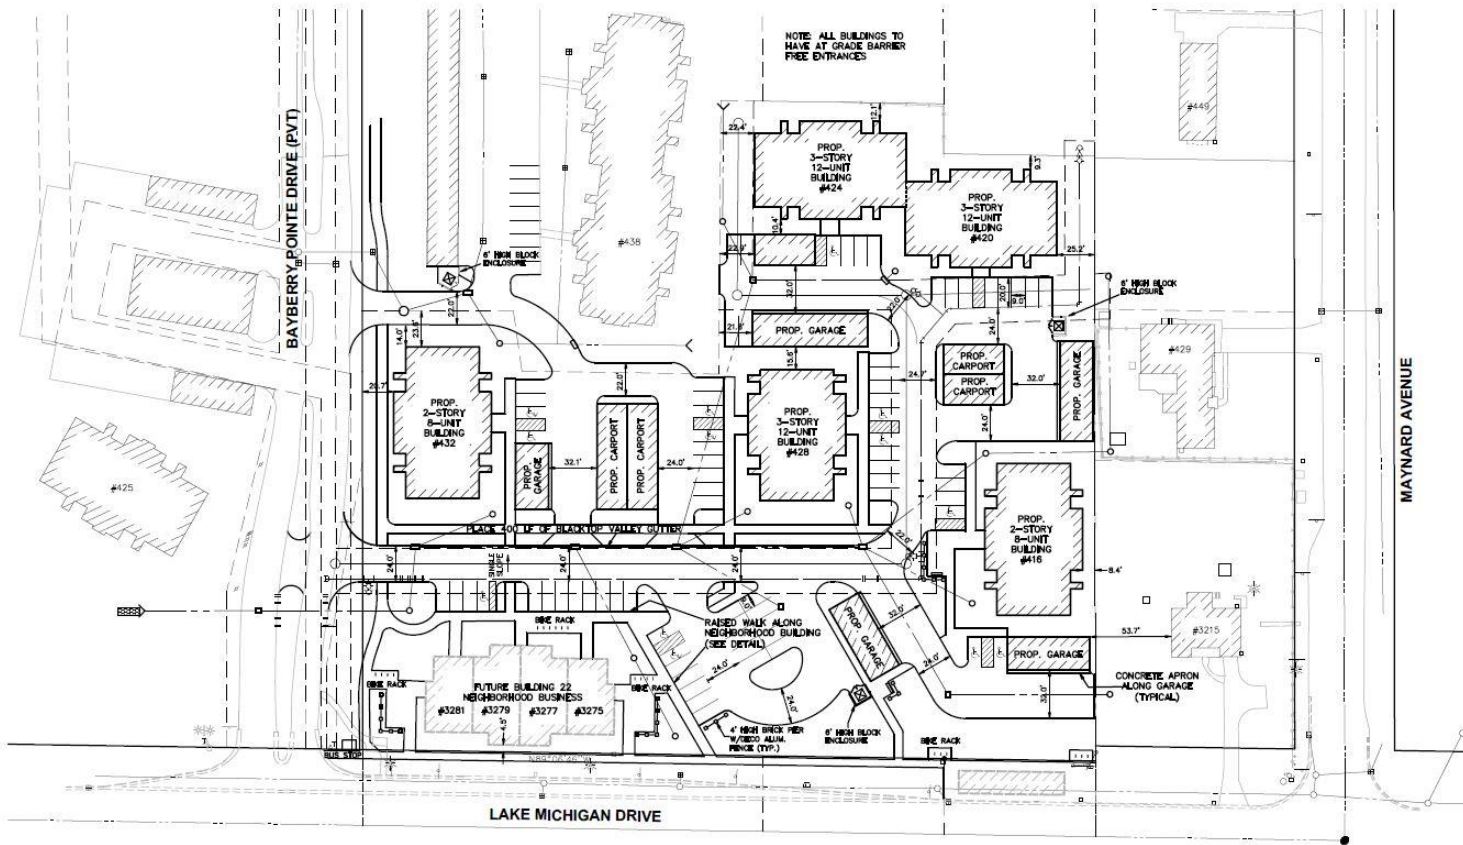 NOTE: ALL BUILDINGS TO
HAVE AT GRADE BARRIER
FREE ENTRANCES
#449
BAYBERRY POINTE DRIVE (PVT)
MAYNARD AVENUE
22.4'
12.1'
PROP.
3-STORY
12-UNIT
BUILDING
#424
9.3'
PROP.
3-STORY
12-UNIT
BUILDING
#420
#438
10.4'
22.9'
25.2'
6' HIGH BLOCK
ENCLOSURE
6' HIGH BLOCK
ENCLOSURE
22.0'
32.0'
20.0'
9.0'
14.0'
23.6'
21.8'
PROP. GARAGE
24.0'
15.6'
PROP.
CARPORT
PROP.
CARPORT
32.0'
PROP. GARAGE
#429
22.0'
24.7'
24.0'
PROP.
2-STORY
8-UNIT
BUILDING
#432
PROP.
3-STORY
12-UNIT
BUILDING
#428
PROP. GARAGE
32.1'
PROP. CARPORT
PROP. CARPORT
24.0'
#425
PLACE 400 LF OF BLACKTOP VALLEY GUTTER
PROP.
2-STORY
8-UNIT
BUILDING
#416
22.0'
8.4'
24.0'
SINGLE
SLOPE
24.0'
24.0'
9.0'
BIKE RACK
RAISED WALK ALONG
NEIGHBORHOOD BUILDING
(SEE DETAIL)
PROP. GARAGE
32.0'
53.7'
#3215
24.0'
24.0'
PROP. GARAGE
CONCRETE APRON
ALONG GARAGE
(TYPICAL)
32.0'
BIKE RACK
FUTURE BUILDING 22
NEIGHBORHOOD BUSINESS
#3281 #3279 #3277 #3275
4.5'
BIKE RACK
24.0'
4' HIGH BRICK PIER
W/DECO ALUM.
FENCE (TYP.)
6' HIGH BLOCK
ENCLOSURE
BIKE RACK
BUS STOP
LAKE MICHIGAN DRIVE